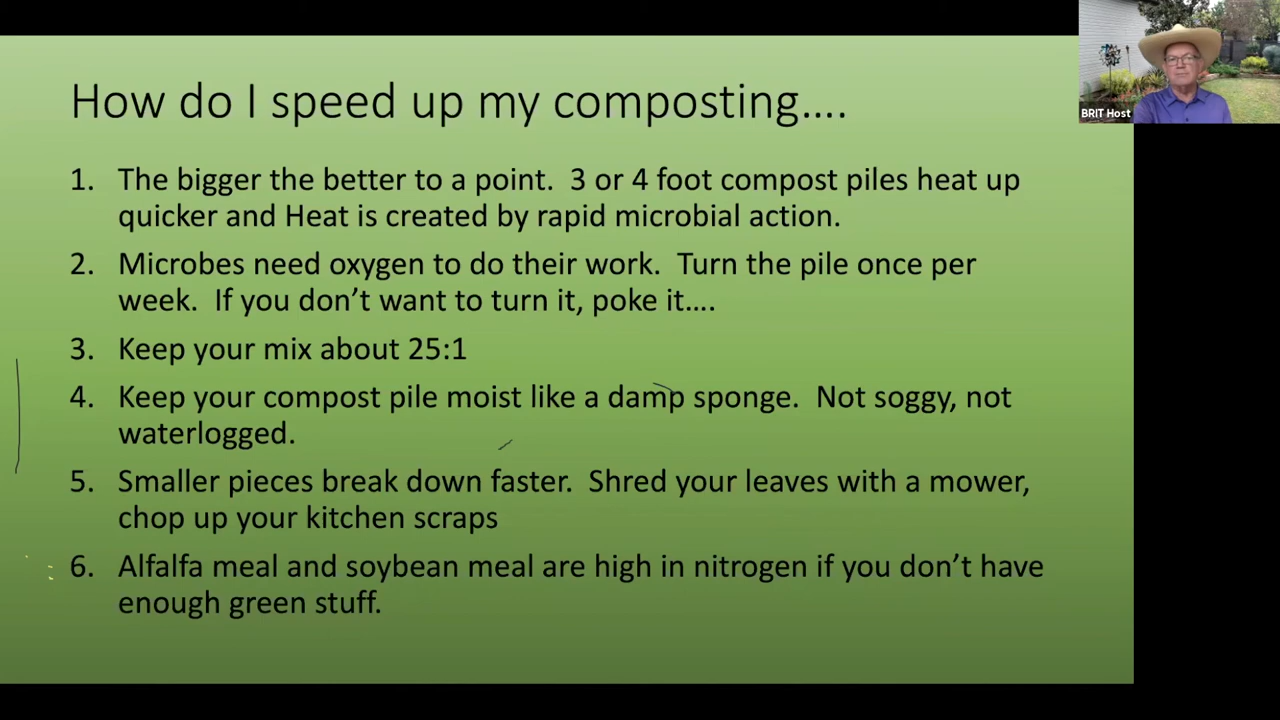 How do I speed up my composting....
1. The bigger the better to a point. 3 or 4 foot compost piles heat up
quicker and Heat is created by rapid microbial action.
2. Microbes need oxygen to do their work. Turn the pile once per
week. If you don't want to turn it, poke it....
3. Keep your mix about 25:1
4. Keep your compost pile moist like a damp sponge. Not soggy, not
waterlogged.
5. Smaller pieces break down faster. Shred your leaves with a mower,
chop up your kitchen scraps
6. Alfalfa meal and soybean meal are high in nitrogen if you don't have
enough green stuff.
BRIT Host